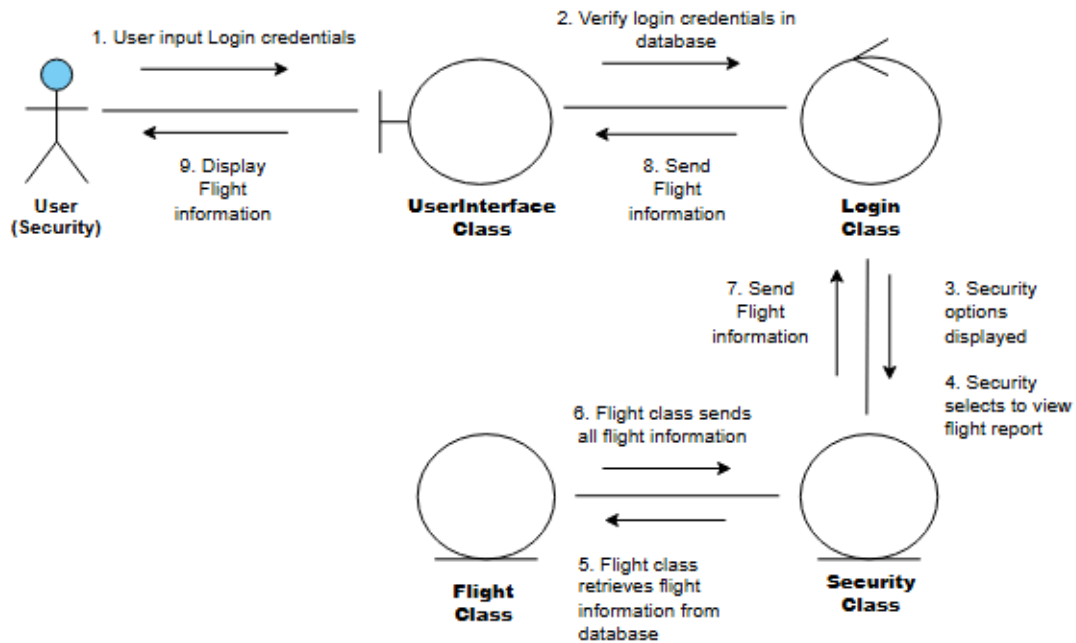 1. User input Login credentials
2. Verify login credentials in
database
9. Display
Flight
information
8. Send
Flight
information
User
(Security)
UserInterface
Class
Login
Class
7. Send
Flight
information
3. Security
options
displayed
4. Security
selects to view
flight report
6. Flight class sends
all flight information
5. Flight class
retrieves flight
information from
database
Flight
Class
Security
Class